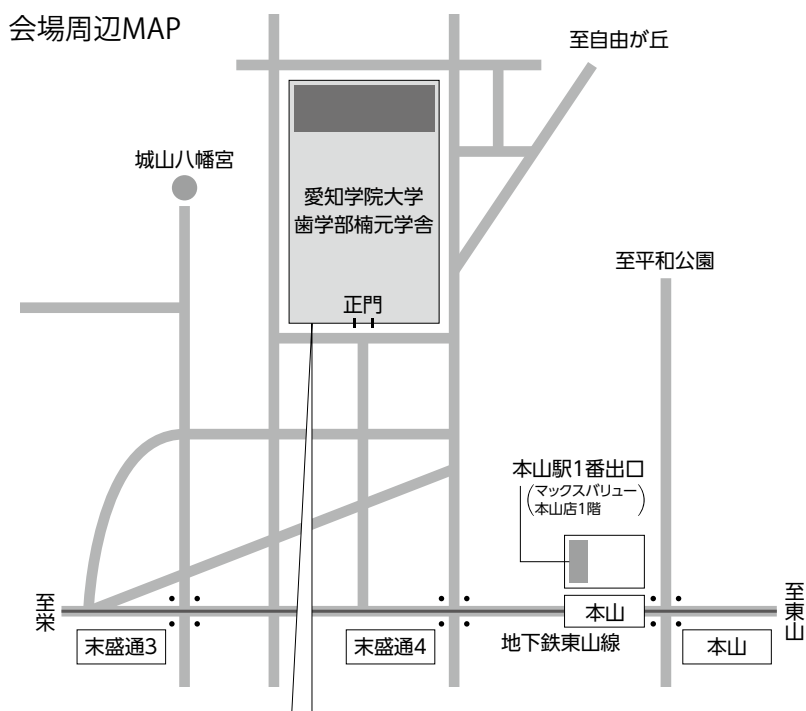 会場周辺MAP
至自由が丘
城山八幡宮
愛知学院大学
歯学部楠元学舎
至平和公園
正門
本山駅1番出口
(マックスバリュー
本山店1階)
至栄
本山
至東山
末盛通3
末盛通4
地下鉄東山線
本山